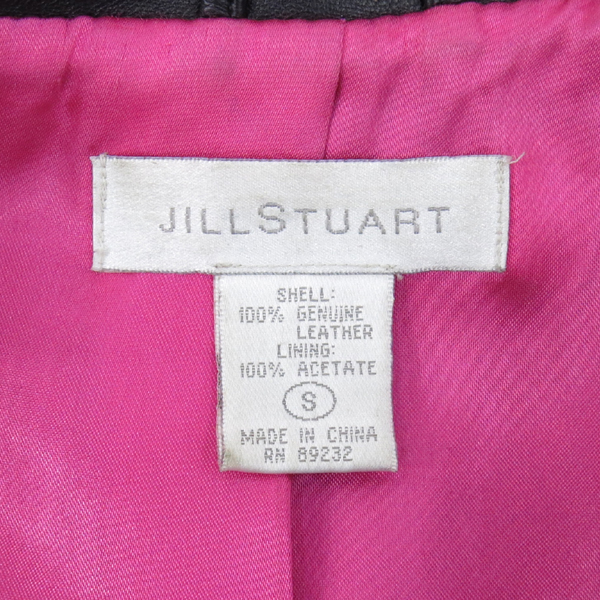 JILLSTUART
SHELL:
100% GENUINE
LEATHER
LINING:
100% ACETATE
S
MADE IN CHINA
RN 89232